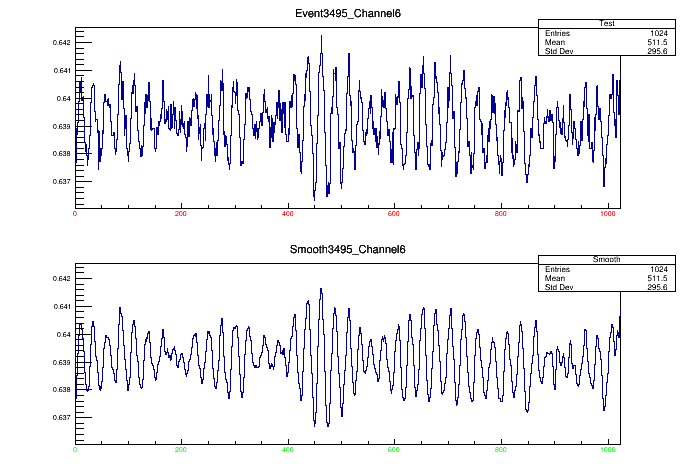 Event3495_Channel6
Test
Entries 1024
Mean 511.5
Std Dev 295.6
0.642
0.641
0.64
0.639
0.638
0.637
0 200 400 600 800 1000
Smooth3495_Channel6
Smooth
Entries 1024
Mean 511.5
Std Dev 295.6
0.642
0.641
0.64
0.639
0.638
0.637
0 200 400 600 800 1000